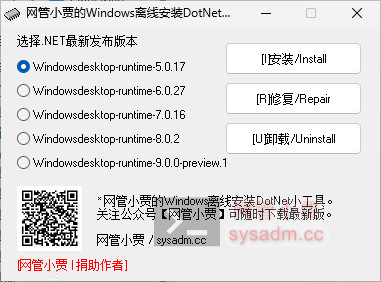 网管小贾的Windows离线安装DotNet...
选择.NET最新发布版本
Windowsdesktop-runtime-5.0.17
Windowsdesktop-runtime-6.0.27
Windowsdesktop-runtime-7.0.16
Windowsdesktop-runtime-8.0.2
Windowsdesktop-runtime-9.0.0-preview.1
[I]安装/Install
[R]修复/Repair
[U]卸载/Uninstall
*网管小贾的Windows离线安装DotNet小工具。
关注公众号【网管小贾】可随时下载最新版。
网管小贾 / sysadm.cc
[网管小贾 | 捐助作者]
网管小贾
sysadm.cc